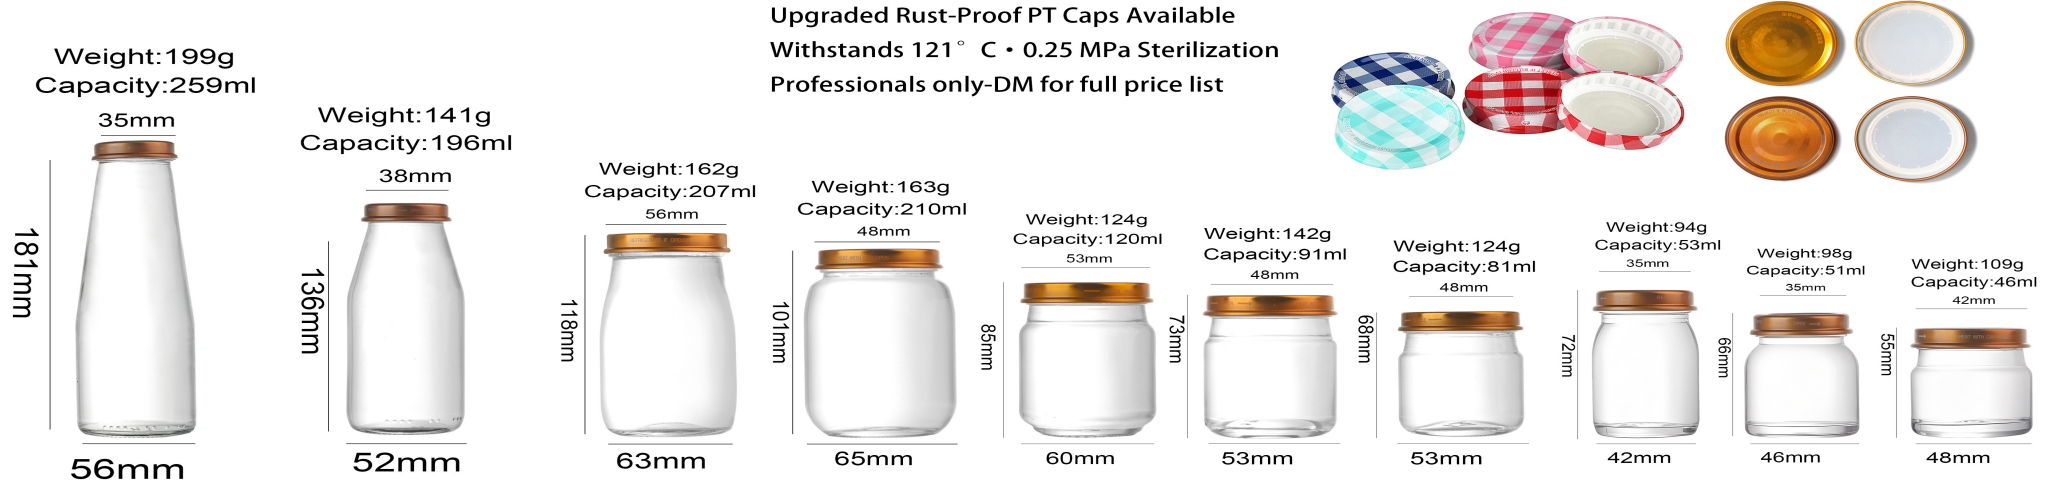 Upgraded Rust-Proof PT Caps Available
Withstands 121°C • 0.25 MPa Sterilization
Professionals only-DM for full price list
Weight:199g
Capacity:259ml
35mm
181mm
56mm
Weight:141g
Capacity:196ml
38mm
136mm
52mm
Weight:162g
Capacity:207ml
56mm
118mm
63mm
Weight:163g
Capacity:210ml
48mm
101mm
65mm
Weight:124g
Capacity:120ml
53mm
85mm
60mm
Weight:142g
Capacity:91ml
48mm
73mm
53mm
Weight:124g
Capacity:81ml
48mm
68mm
53mm
Weight:94g
Capacity:53ml
35mm
72mm
42mm
Weight:98g
Capacity:51ml
35mm
66mm
46mm
Weight:109g
Capacity:46ml
42mm
55mm
48mm